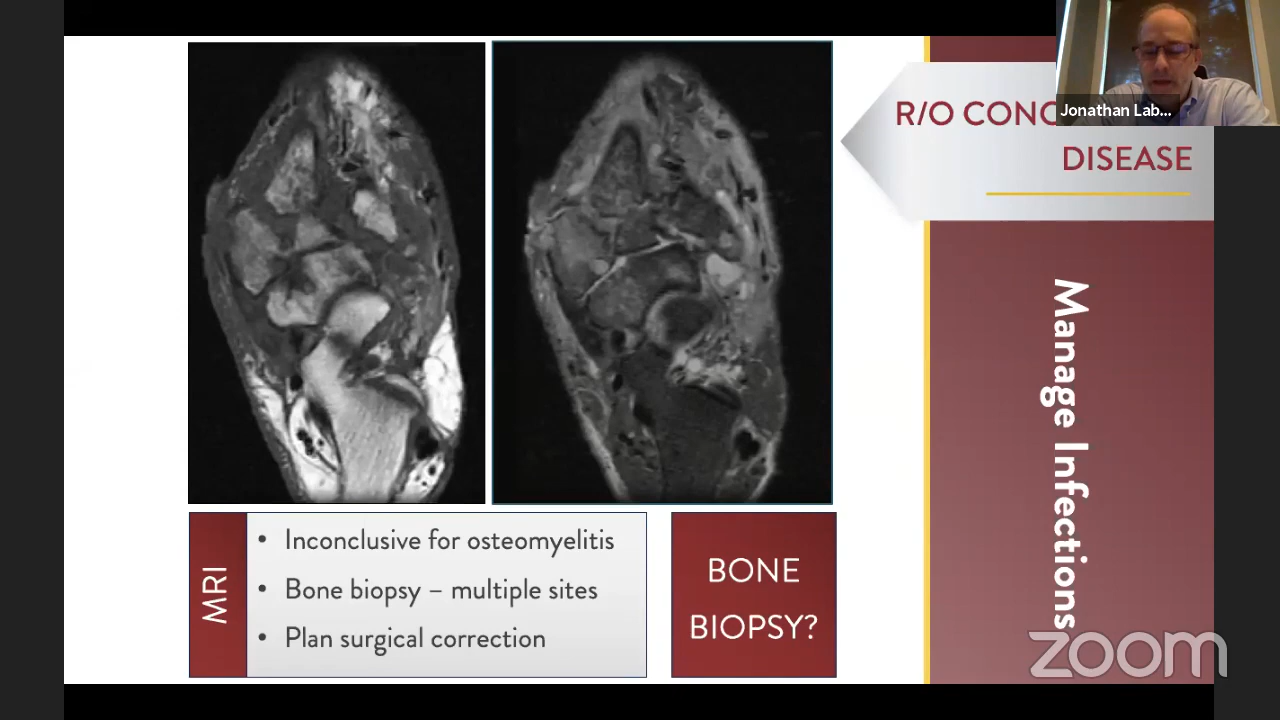 R/O CONC
DISEASE
Jonathan Lab...
Manage Infections
MRI
• Inconclusive for osteomyelitis
• Bone biopsy – multiple sites
• Plan surgical correction
BONE
BIOPSY?
zoom